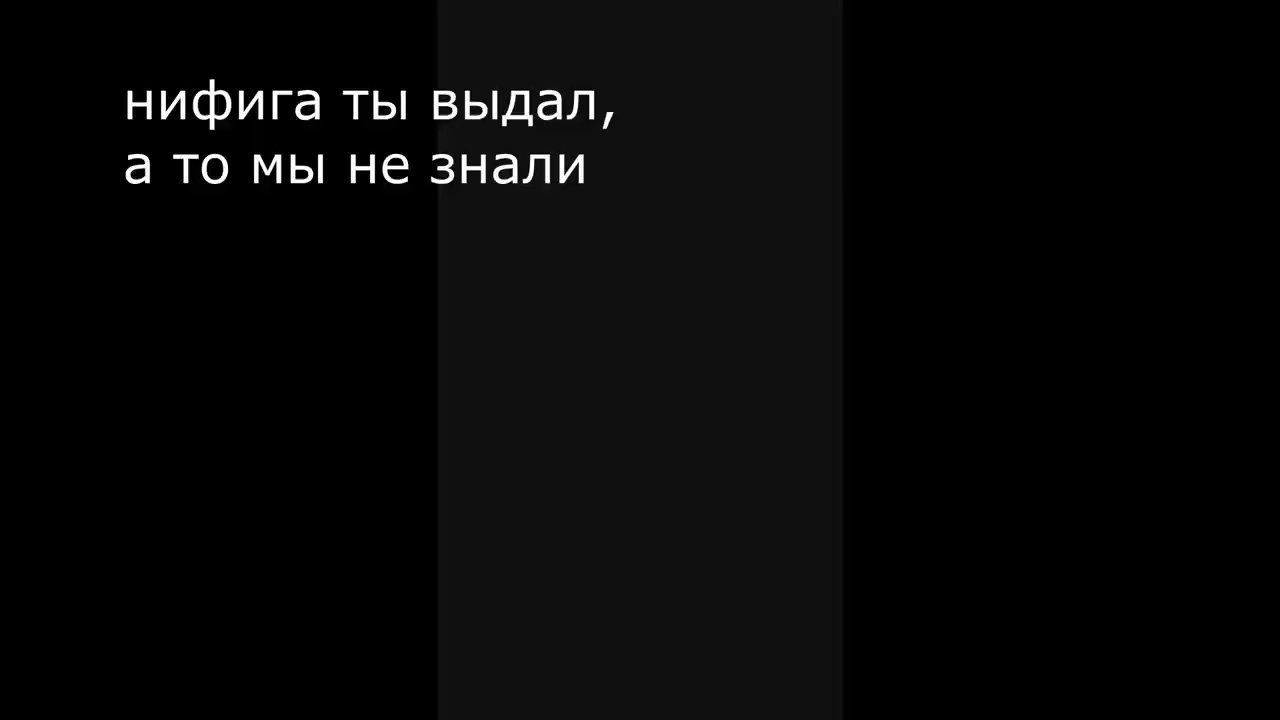 нифига ты выдал,
а то мы не знали